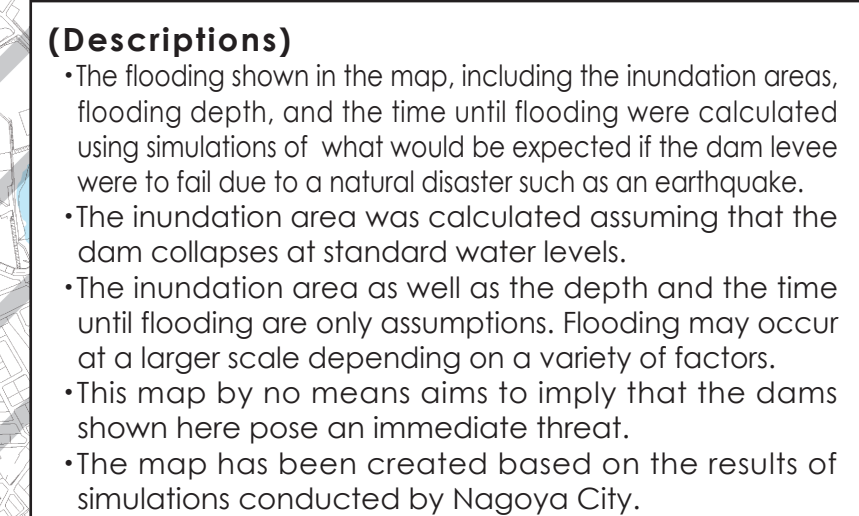 (Descriptions)
・The flooding shown in the map, including the inundation areas,
flooding depth, and the time until flooding were calculated
using simulations of what would be expected if the dam levee
were to fail due to a natural disaster such as an earthquake.
・The inundation area was calculated assuming that the
dam collapses at standard water levels.
・The inundation area as well as the depth and the time
until flooding are only assumptions. Flooding may occur
at a larger scale depending on a variety of factors.
・This map by no means aims to imply that the dams
shown here pose an immediate threat.
・The map has been created based on the results of
simulations conducted by Nagoya City.